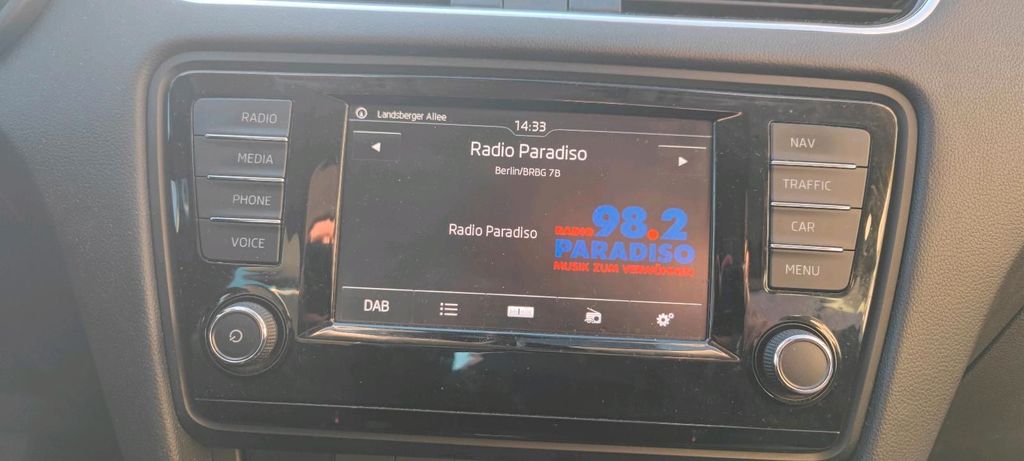 RADIO
MEDIA
PHONE
VOICE
Landsberger Allee
14:33
Radio Paradiso
Berlin/BRBG 7B
Radio Paradiso
98.2
RADIO
PARADISO
MUSIK ZUM VERWÖHNEN
DAB
NAV
TRAFFIC
CAR
MENU